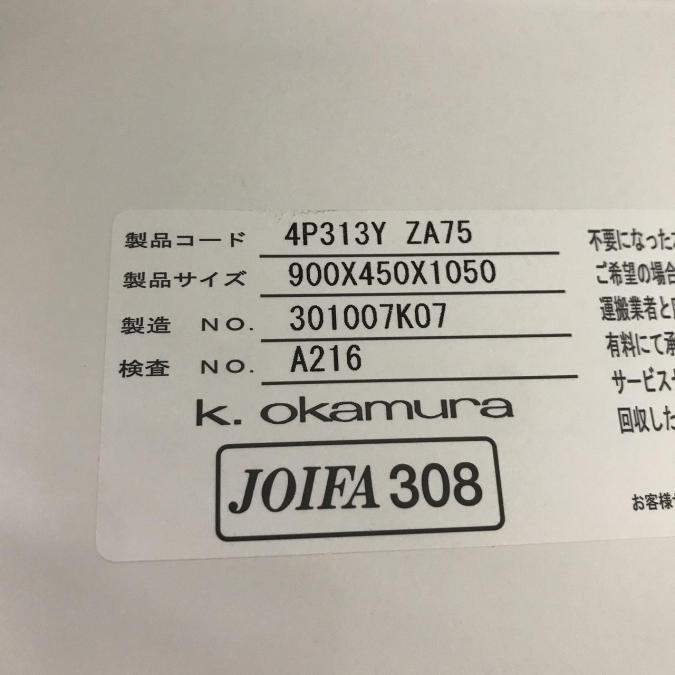 製品コード 4P313Y ZA75
製品サイズ 900X450X1050
製造 NO. 301007K07
検査 NO. A216
k. okamura
JOIFA 308
不要になった
ご希望の場合
運搬業者と
有料にて承
サービスや
回収した
お客様